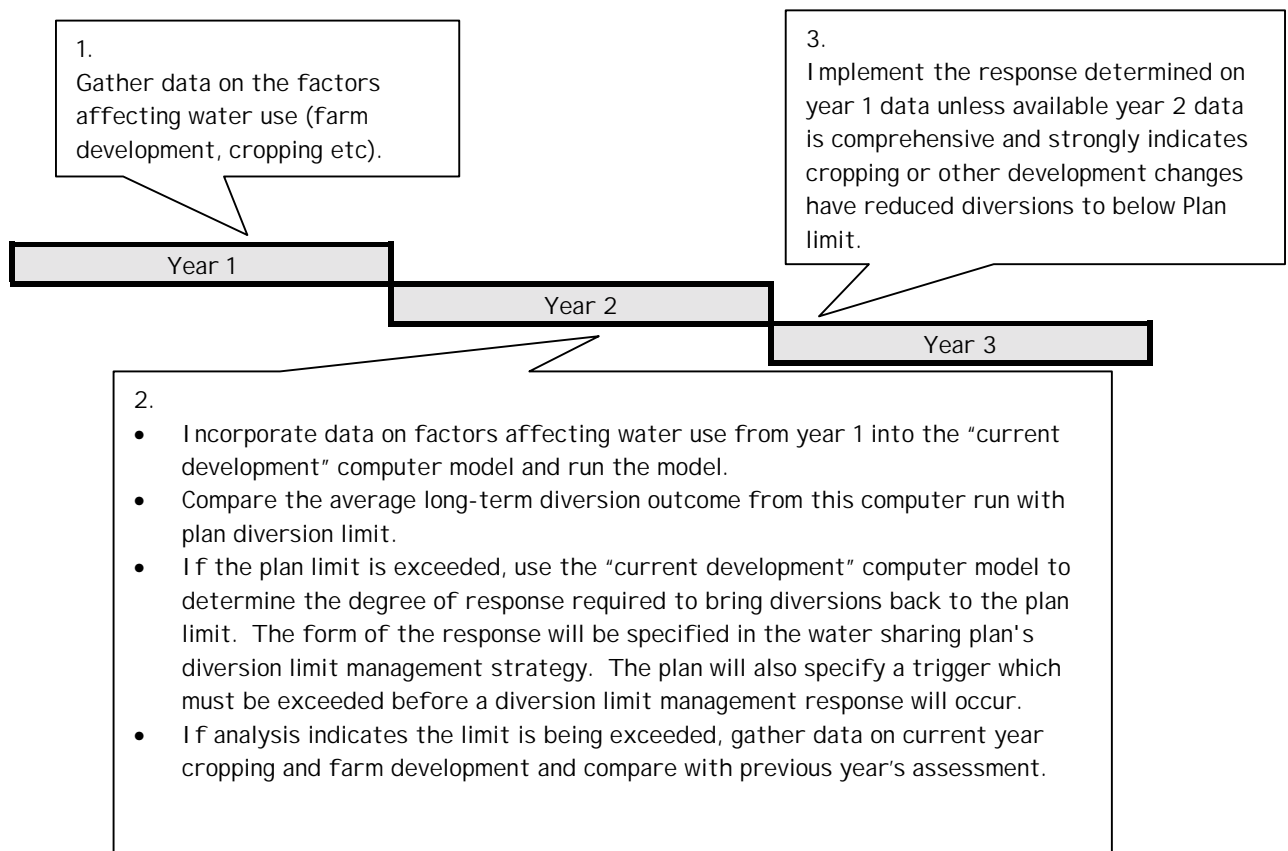 1.
Gather data on the factors
affecting water use (farm
development, cropping etc).
3.
Implement the response determined on
year 1 data unless available year 2 data
is comprehensive and strongly indicates
cropping or other development changes
have reduced diversions to below Plan
limit.
Year 1
Year 2
Year 3
2.
• Incorporate data on factors affecting water use from year 1 into the “current
development” computer model and run the model.
• Compare the average long-term diversion outcome from this computer run with
plan diversion limit.
• If the plan limit is exceeded, use the “current development” computer model to
determine the degree of response required to bring diversions back to the plan
limit. The form of the response will be specified in the water sharing plan's
diversion limit management strategy. The plan will also specify a trigger which
must be exceeded before a diversion limit management response will occur.
• If analysis indicates the limit is being exceeded, gather data on current year
cropping and farm development and compare with previous year’s assessment.